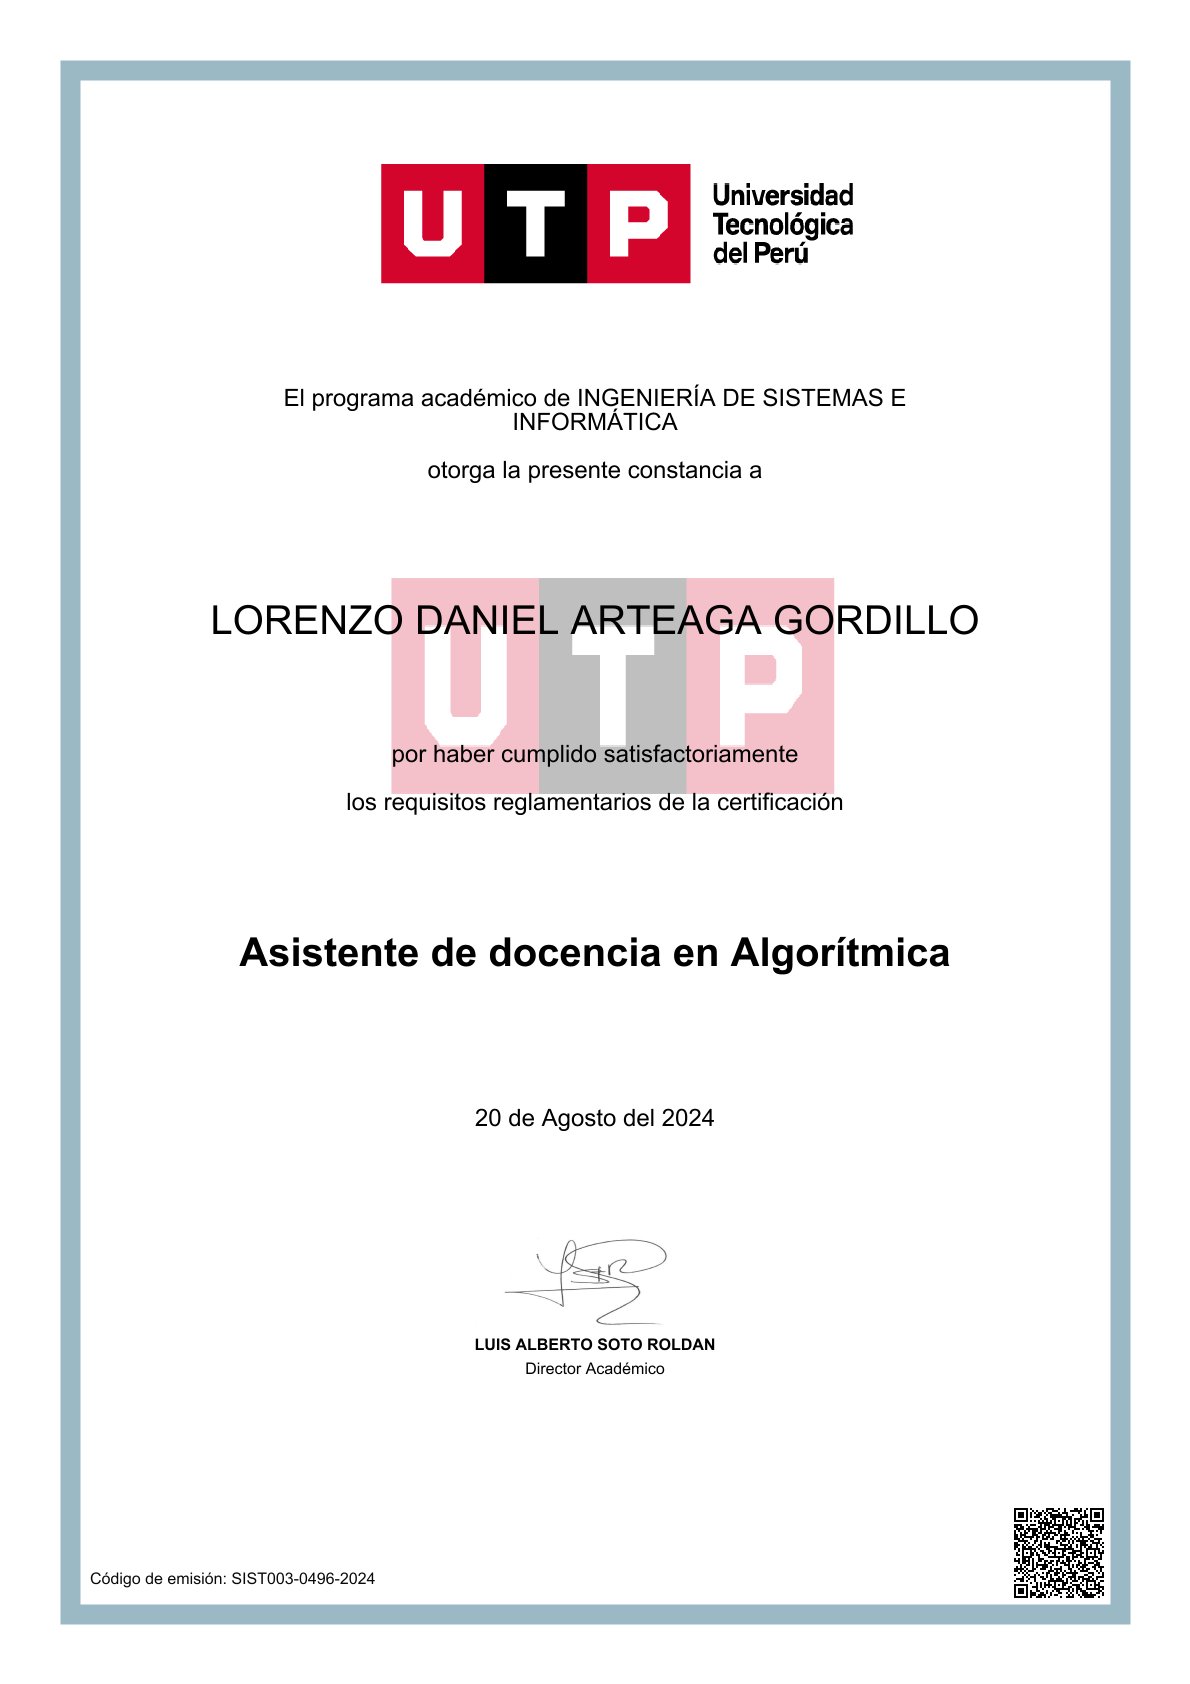 UTP
Universidad
Tecnológica
del Perú
El programa académico de INGENIERÍA DE SISTEMAS E
INFORMÁTICA
otorga la presente constancia a
LORENZO DANIEL ARTEAGA GORDILLO
UTP
por haber cumplido satisfactoriamente
los requisitos reglamentarios de la certificación
Asistente de docencia en Algorítmica
20 de Agosto del 2024
LUIS ALBERTO SOTO ROLDAN
Director Académico
Código de emisión: SIST003-0496-2024